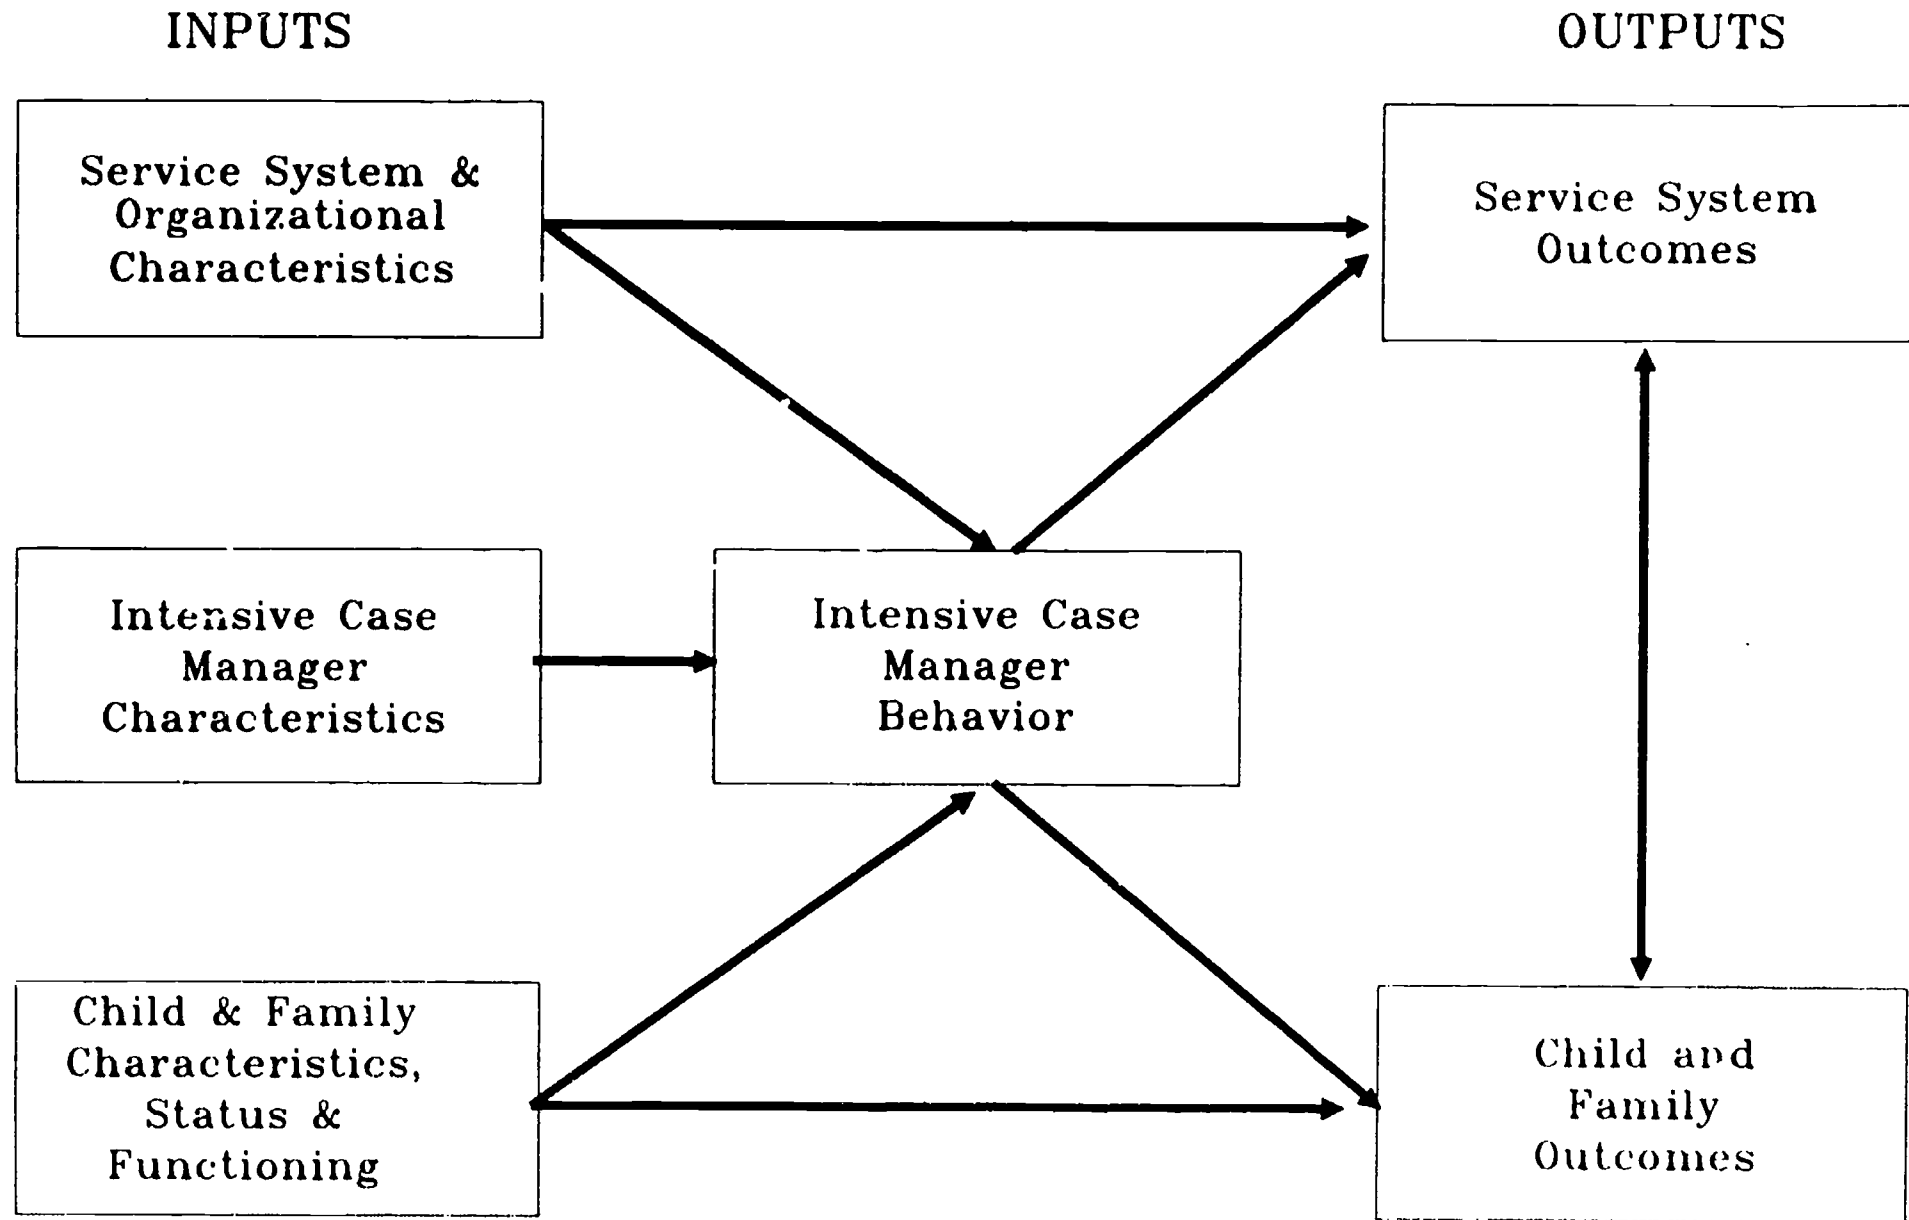 INPUTS
OUTPUTS
Service System &
Organizational
Characteristics
Service System
Outcomes
Intensive Case
Manager
Characteristics
Intensive Case
Manager
Behavior
Child & Family
Characteristics,
Status &
Functioning
Child and
Family
Outcomes